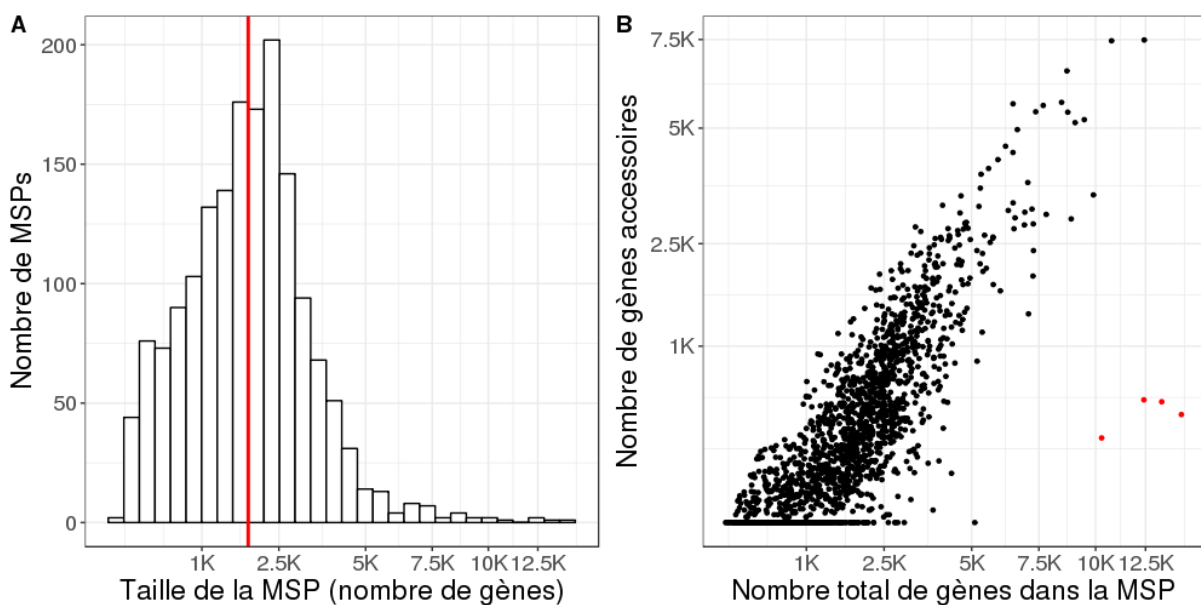 A
200
150
100
50
0
Nombre de MSPs
1K 2.5K 5K 7.5K 10K 12.5K
Taille de la MSP (nombre de gènes)
B
7.5K
5K
2.5K
1K
Nombre de gènes accessoires
1K 2.5K 5K 7.5K 10K 12.5K
Nombre total de gènes dans la MSP